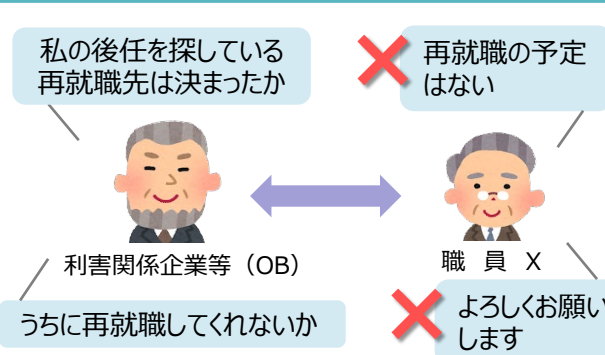 私の後任を探している
再就職先は決まったか
再就職の予定
はない
利害関係企業等（OB）
職 員 X
うちに再就職してくれないか
よろしくお願い
します